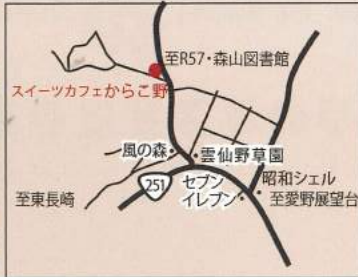 至R57・森山図書館
スイーツカフェからこ野
風の森・
・雲仙野草園
251
セブン
イレブン
昭和シェル
至東長崎
至愛野展望台